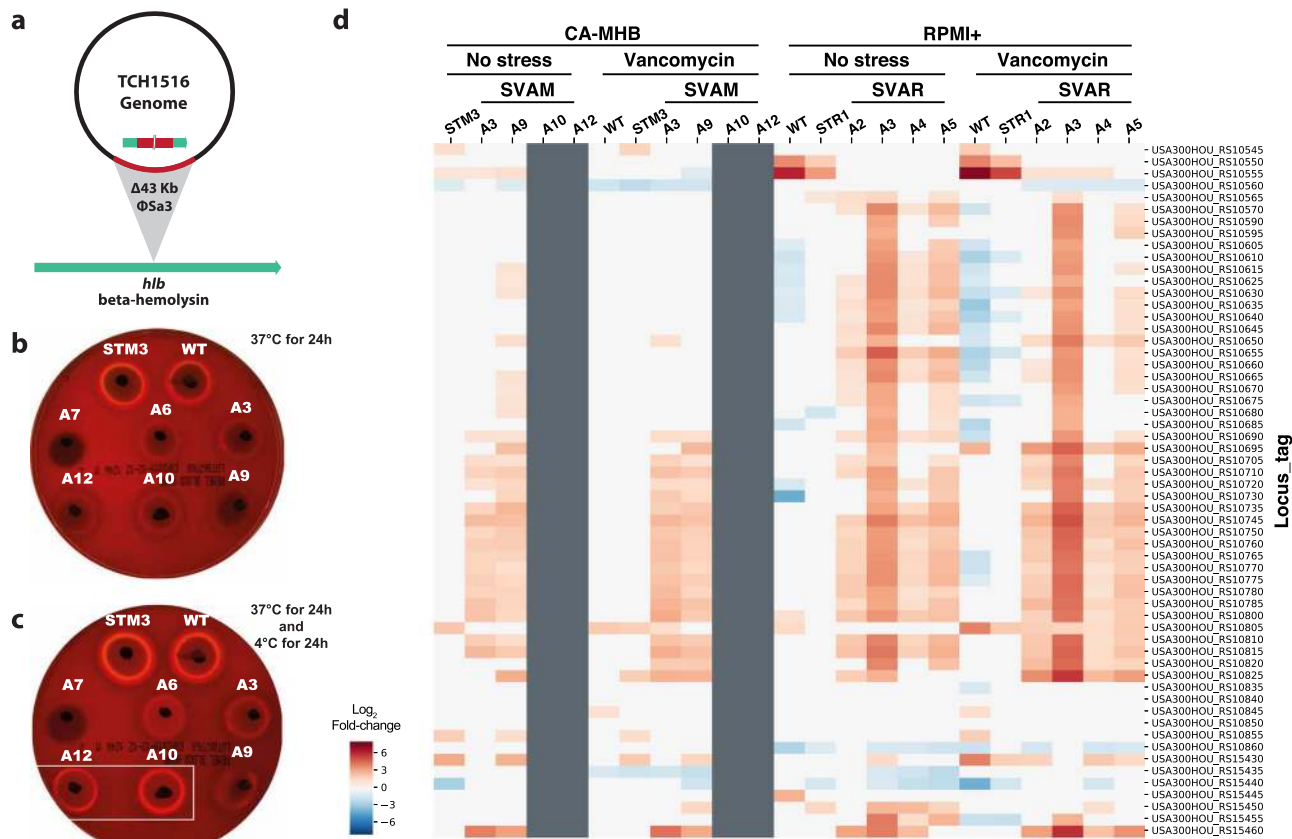 a
TCH1516
Genome
Δ43 Kb
ΦSa3
hlb
beta-hemolysin
b
37°C for 24h
STM3 WT
A7 A6 A3
A12 A10 A9
c
37°C for 24h
and
4°C for 24h
STM3 WT
A7 A6 A3
A12 A10 A9
Log2
Fold-change
6
3
0
−3
−6
d
CA-MHB RPMI+
No stress Vancomycin No stress Vancomycin
SVAM SVAM SVAR SVAR
STM3 A3 A9 A10 A12 WT STM3 A3 A9 A10 A12 WT STR1 A2 A3 A4 A5 WT STR1 A2 A3 A4 A5
USA300HOU_RS10545
USA300HOU_RS10550
USA300HOU_RS10555
USA300HOU_RS10560
USA300HOU_RS10565
USA300HOU_RS10570
USA300HOU_RS10590
USA300HOU_RS10595
USA300HOU_RS10605
USA300HOU_RS10610
USA300HOU_RS10615
USA300HOU_RS10625
USA300HOU_RS10630
USA300HOU_RS10635
USA300HOU_RS10640
USA300HOU_RS10645
USA300HOU_RS10650
USA300HOU_RS10655
USA300HOU_RS10660
USA300HOU_RS10665
USA300HOU_RS10670
USA300HOU_RS10675
USA300HOU_RS10680
USA300HOU_RS10685
USA300HOU_RS10690
USA300HOU_RS10695
USA300HOU_RS10705
USA300HOU_RS10710
USA300HOU_RS10720
USA300HOU_RS10730
USA300HOU_RS10735
USA300HOU_RS10745
USA300HOU_RS10750
USA300HOU_RS10760
USA300HOU_RS10765
USA300HOU_RS10770
USA300HOU_RS10775
USA300HOU_RS10780
USA300HOU_RS10785
USA300HOU_RS10800
USA300HOU_RS10805
USA300HOU_RS10810
USA300HOU_RS10815
USA300HOU_RS10820
USA300HOU_RS10825
USA300HOU_RS10835
USA300HOU_RS10840
USA300HOU_RS10845
USA300HOU_RS10850
USA300HOU_RS10855
USA300HOU_RS10860
USA300HOU_RS15430
USA300HOU_RS15435
USA300HOU_RS15440
USA300HOU_RS15445
USA300HOU_RS15450
USA300HOU_RS15455
USA300HOU_RS15460
Locus_tag